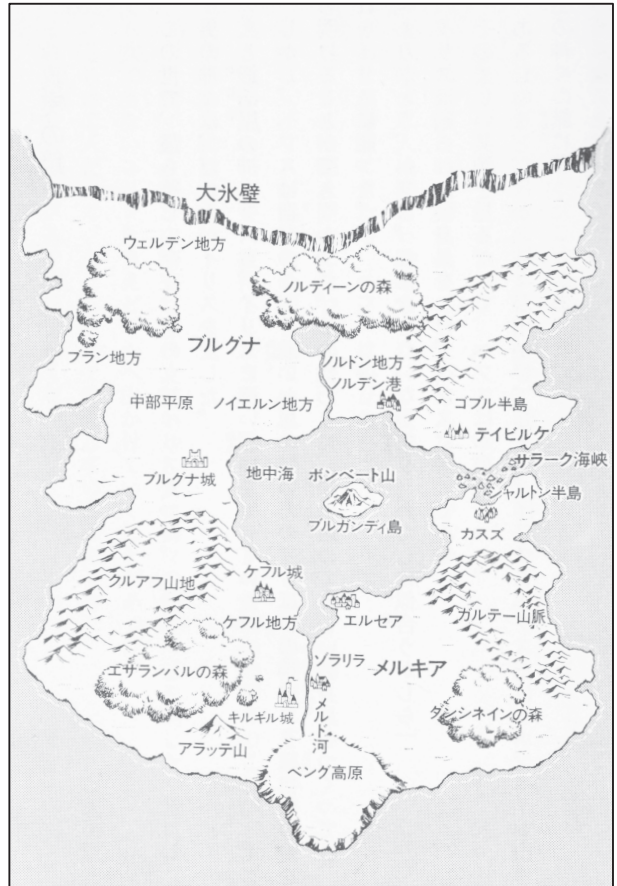 大氷壁
ウェルデン地方
ノルディーンの森
ブルグナ
ブラン地方
ノルドン地方
ノルデン港
中部平原
ノイエルン地方
ゴブル半島
テイビルケ
サラーク海峡
ブルグナ城
地中海
ボンベート山
シャルトン半島
ブルガンディ島
カスズ
ケフル城
クルアフ山地
ケフル地方
エルセア
ガルテー山脈
エサランバルの森
ゾラリラ
メルキア
キルギル城
メルド河
ダンシネインの森
アラッテ山
ベング高原